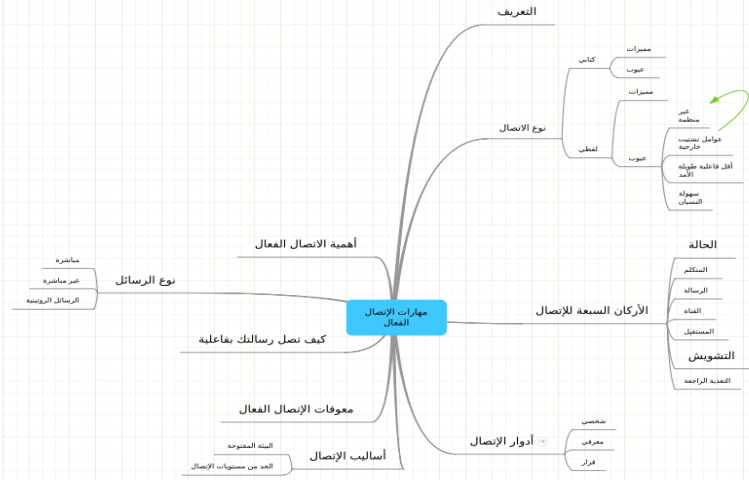 التعريف
نوع الاتصال
كتابي
مميزات
عيوب
لفظي
مميزات
عيوب
غير
منظمة
عوامل تشتيت
خارجية
أقل فاعلية طويلة
الأمد
سهولة
النسيان
أهمية الاتصال الفعال
نوع الرسائل
مباشرة
غير مباشرة
الرسائل الروتينية
مهارات الإتصال
الفعال
كيف تصل رسالتك بفاعلية
الأركان السبعة للإتصال
الحالة
المتكلم
الرسالة
القناة
المستقبل
التشويش
التغذية الراجعة
معوقات الإتصال الفعال
أدوار الإتصال
شخصي
معرفي
قرار
أساليب الإتصال
البيئة المفتوحة
الحد من مستويات الإتصال